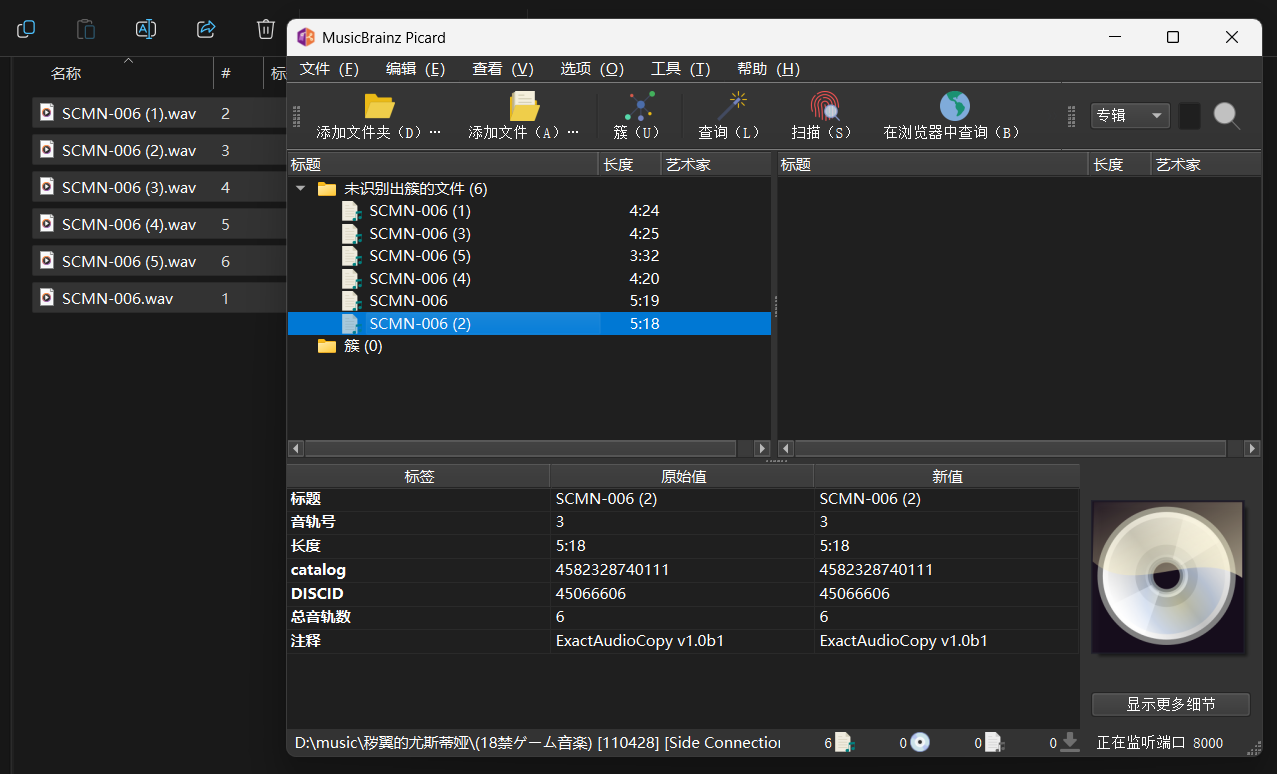 MusicBrainz Picard
文件 (F) 编辑 (E) 查看 (V) 选项 (O) 工具 (T) 帮助 (H)
添加文件夹 (D) … 添加文件 (A) … 簇 (U) 查询 (L) 扫描 (S) 在浏览器中查询 (B) 专辑
名称 # 标
SCMN-006 (1).wav 2
SCMN-006 (2).wav 3
SCMN-006 (3).wav 4
SCMN-006 (4).wav 5
SCMN-006 (5).wav 6
SCMN-006.wav 1
标题 长度 艺术家 标题 长度 艺术家
未识别出簇的文件 (6)
SCMN-006 (1) 4:24
SCMN-006 (3) 4:25
SCMN-006 (5) 3:32
SCMN-006 (4) 4:20
SCMN-006 5:19
SCMN-006 (2) 5:18
簇 (0)
标签 原始值 新值
标题 SCMN-006 (2) SCMN-006 (2)
音轨号 3 3
长度 5:18 5:18
catalog 4582328740111 4582328740111
DISCID 45066606 45066606
总音轨数 6 6
注释 ExactAudioCopy v1.0b1 ExactAudioCopy v1.0b1
显示更多细节
D:\music\秽翼的尤斯蒂娅\(18禁ゲーム音楽) [110428] [Side Connection 6 0 0 0 正在监听端口 8000